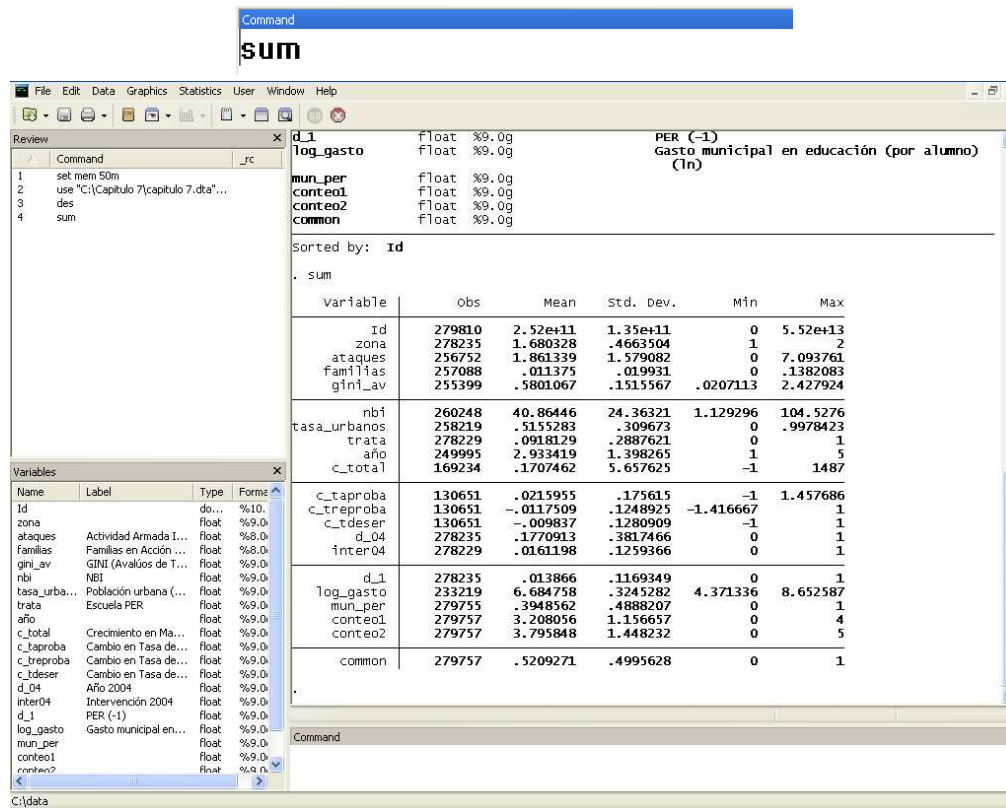 Command
sum
File Edit Data Graphics Statistics User Window Help
Review
Command _rc
1 set mem 50m
2 use "C:\Capitulo 7\capitulo 7.dta"...
3 des
4 sum
Variables
Name Label Type Forma
Id do... %10.
zona float %9.0
ataques Actividad Armada I... float %8.0
familias Familias en Acción ... float %8.0
gini_av GINI (Avalúos de T... float %9.0
nbi NBI float %9.0
tasa_urba... Población urbana (... float %9.0
trata Escuela PER float %9.0
año float %9.0
c_total Crecimiento en Ma... float %9.0
c_taproba Cambio en Tasa de... float %9.0
c_treproba Cambio en Tasa de... float %9.0
c_tdeser Cambio en Tasa de... float %9.0
d_04 Año 2004 float %9.0
inter04 Intervención 2004 float %9.0
d_1 PER (-1) float %9.0
log_gasto Gasto municipal en... float %9.0
mun_per float %9.0
conteo1 float %9.0
conteo2 float %9.0
d_1 float %9.0g PER (-1)
log_gasto float %9.0g Gasto municipal en educación (por alumno)
(ln)
mun_per float %9.0g
conteo1 float %9.0g
conteo2 float %9.0g
common float %9.0g
Sorted by: Id
. sum
Variable | Obs Mean Std. Dev. Min Max
Id | 279810 2.52e+11 1.35e+11 0 5.52e+13
zona | 278235 1.680328 .4663504 1 2
ataques | 256752 1.861339 1.579082 0 7.093761
familias | 257088 .011375 .019931 0 .1382083
gini_av | 255399 .5801067 .1515567 .0207113 2.427924
nbi | 260248 40.86446 24.36321 1.129296 104.5276
tasa_urbanos | 258219 .5155283 .309673 0 .9978423
trata | 278229 .0918129 .2887621 0 1
año | 249995 2.933419 1.398265 1 5
c_total | 169234 .1707462 5.657625 -1 1487
c_taproba | 130651 .0215955 .175615 -1 1.457686
c_treproba | 130651 -.0117509 .1248925 -1.416667 1
c_tdeser | 130651 -.009837 .1280909 -1 1
d_04 | 278235 .1770913 .3817466 0 1
inter04 | 278229 .0161198 .1259366 0 1
d_1 | 278235 .013866 .1169349 0 1
log_gasto | 233219 6.684758 .3245282 4.371336 8.652587
mun_per | 279755 .3948562 .4888207 0 1
conteo1 | 279757 3.208056 1.156657 0 4
conteo2 | 279757 3.795848 1.448232 0 5
common | 279757 .5209271 .4995628 0 1
.
Command
C:\data